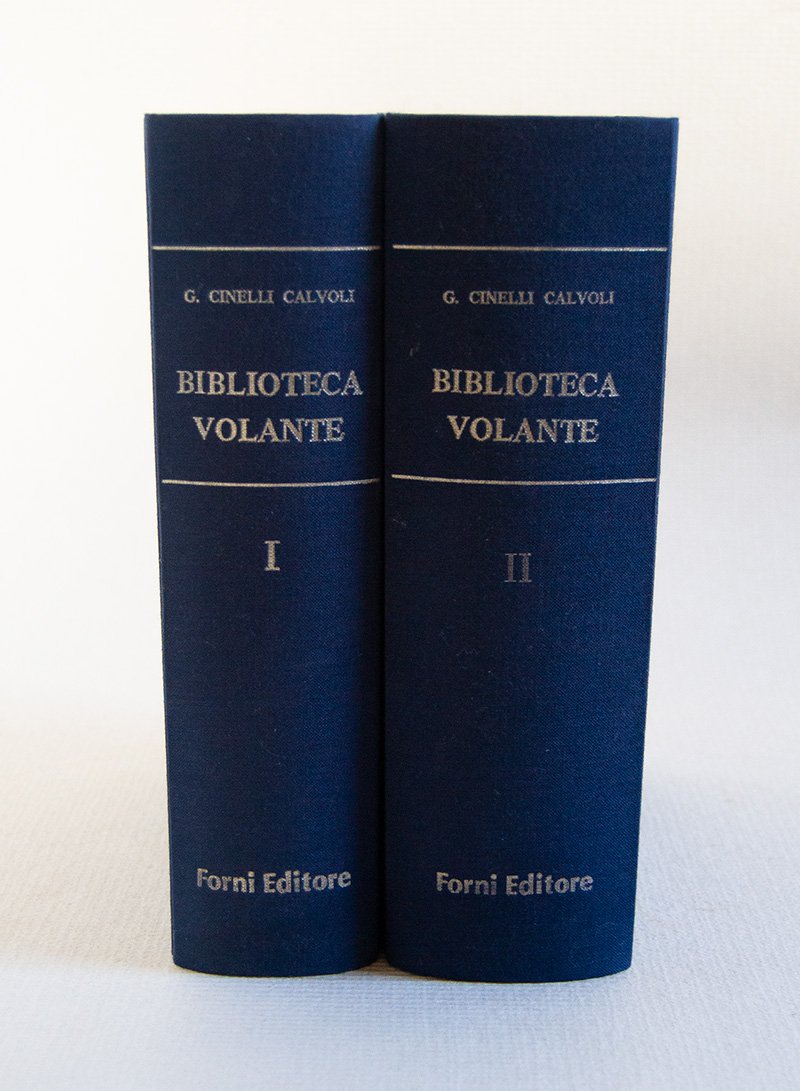 G. CINELLI CALVOLI
BIBLIOTECA
VOLANTE
I
Forni Editore
G. CINELLI CALVOLI
BIBLIOTECA
VOLANTE
II
Forni Editore